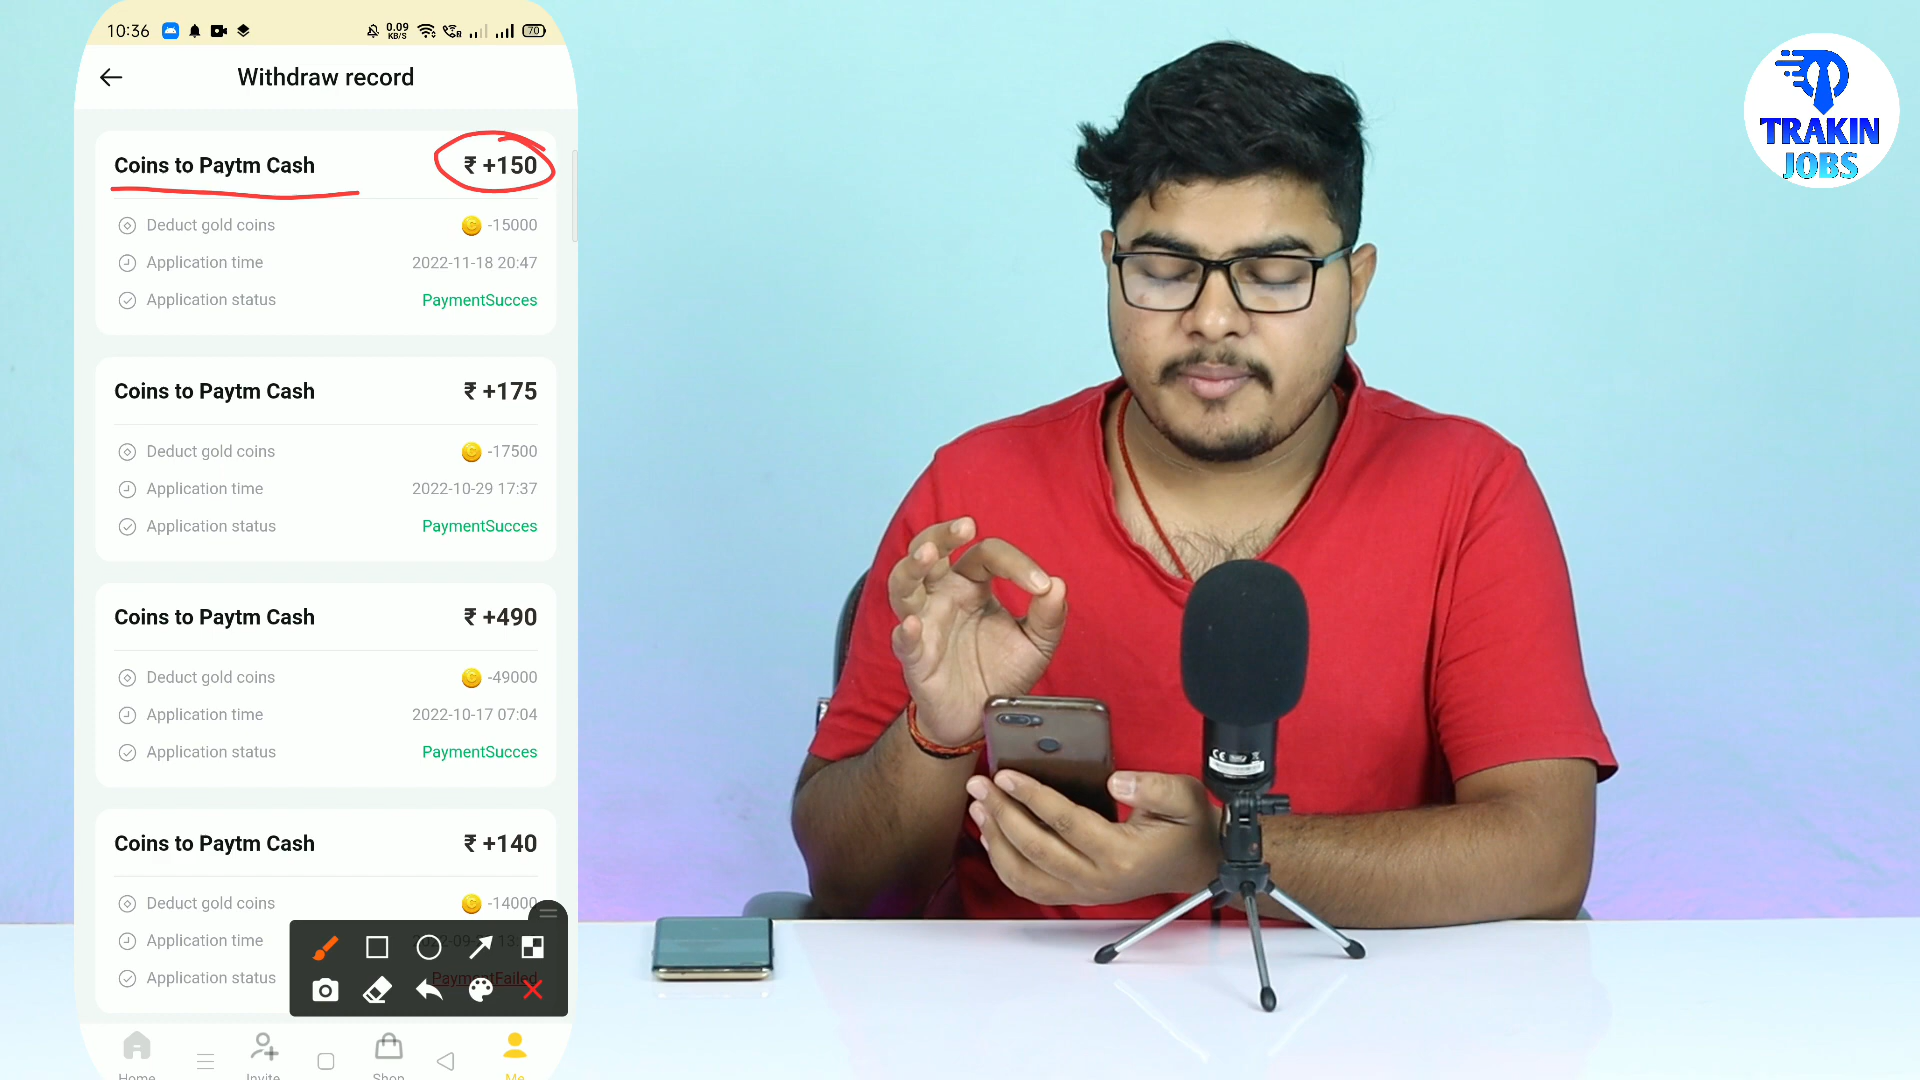 10:36
0.09
KB/S
70
Withdraw record
Coins to Paytm Cash ₹ +150
Deduct gold coins -15000
Application time 2022-11-18 20:47
Application status PaymentSucces
Coins to Paytm Cash ₹ +175
Deduct gold coins -17500
Application time 2022-10-29 17:37
Application status PaymentSucces
Coins to Paytm Cash ₹ +490
Deduct gold coins -49000
Application time 2022-10-17 07:04
Application status PaymentSucces
Coins to Paytm Cash ₹ +140
Deduct gold coins -14000
Application time
Application status PaymentFailed
Home Invite Shop Me
TRAKIN
JOBS
CE